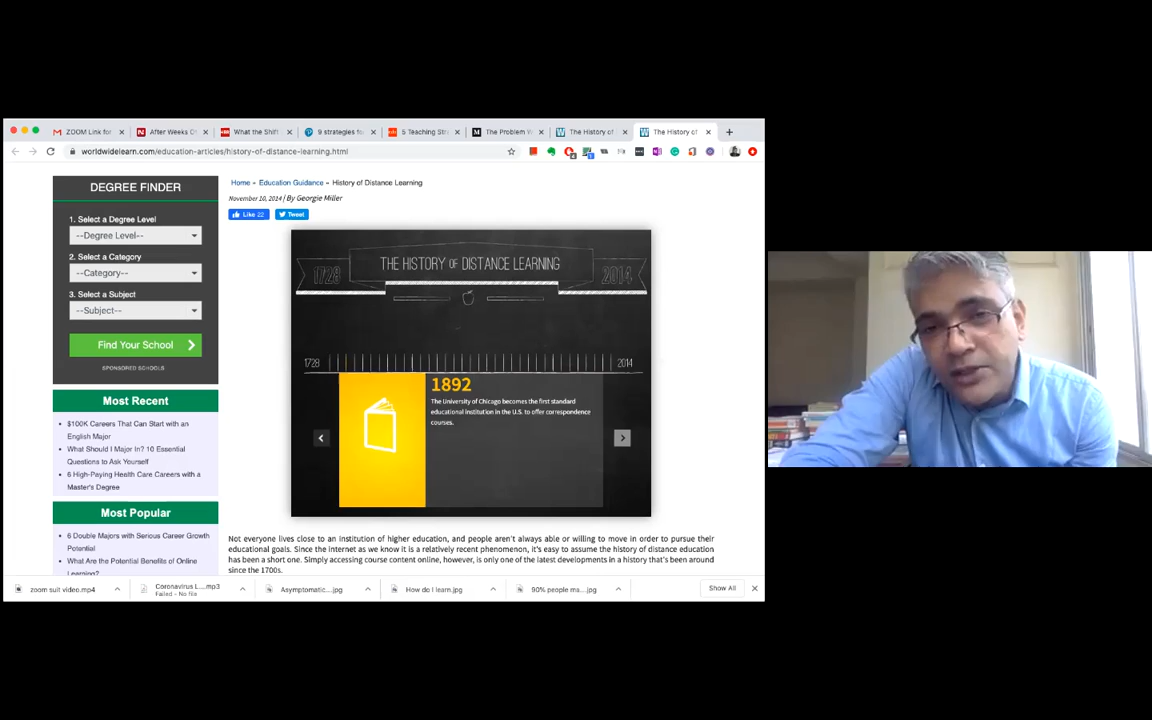 ZOOM Link for
After Weeks O
What the Shift
9 strategies fo
5 Teaching Str
The Problem W
The History of
The History of
worldwidelearn.com/education-articles/history-of-distance-learning.html
DEGREE FINDER
1. Select a Degree Level
--Degree Level--
2. Select a Category
--Category--
3. Select a Subject
--Subject--
Find Your School
SPONSORED SCHOOLS
Most Recent
$100K Careers That Can Start with an
English Major
What Should I Major In? 10 Essential
Questions to Ask Yourself
6 High-Paying Health Care Careers with a
Master's Degree
Most Popular
6 Double Majors with Serious Career Growth
Potential
What Are the Potential Benefits of Online
Learning?
Home » Education Guidance » History of Distance Learning
November 10, 2014 | By Georgie Miller
Like 22
Tweet
1728 THE HISTORY OF DISTANCE LEARNING 2014
1728 2014
1892
The University of Chicago becomes the first standard
educational institution in the U.S. to offer correspondence
courses.
Not everyone lives close to an institution of higher education, and people aren't always able or willing to move in order to pursue their
educational goals. Since the internet as we know it is a relatively recent phenomenon, it's easy to assume the history of distance education
has been a short one. Simply accessing course content online, however, is only one of the latest developments in a history that's been around
since the 1700s.
zoom suit video.mp4
Coronavirus L....mp3
Failed - No file
Asymptomatic....jpg
How do I learn.jpg
90% people ms....jpg
Show All